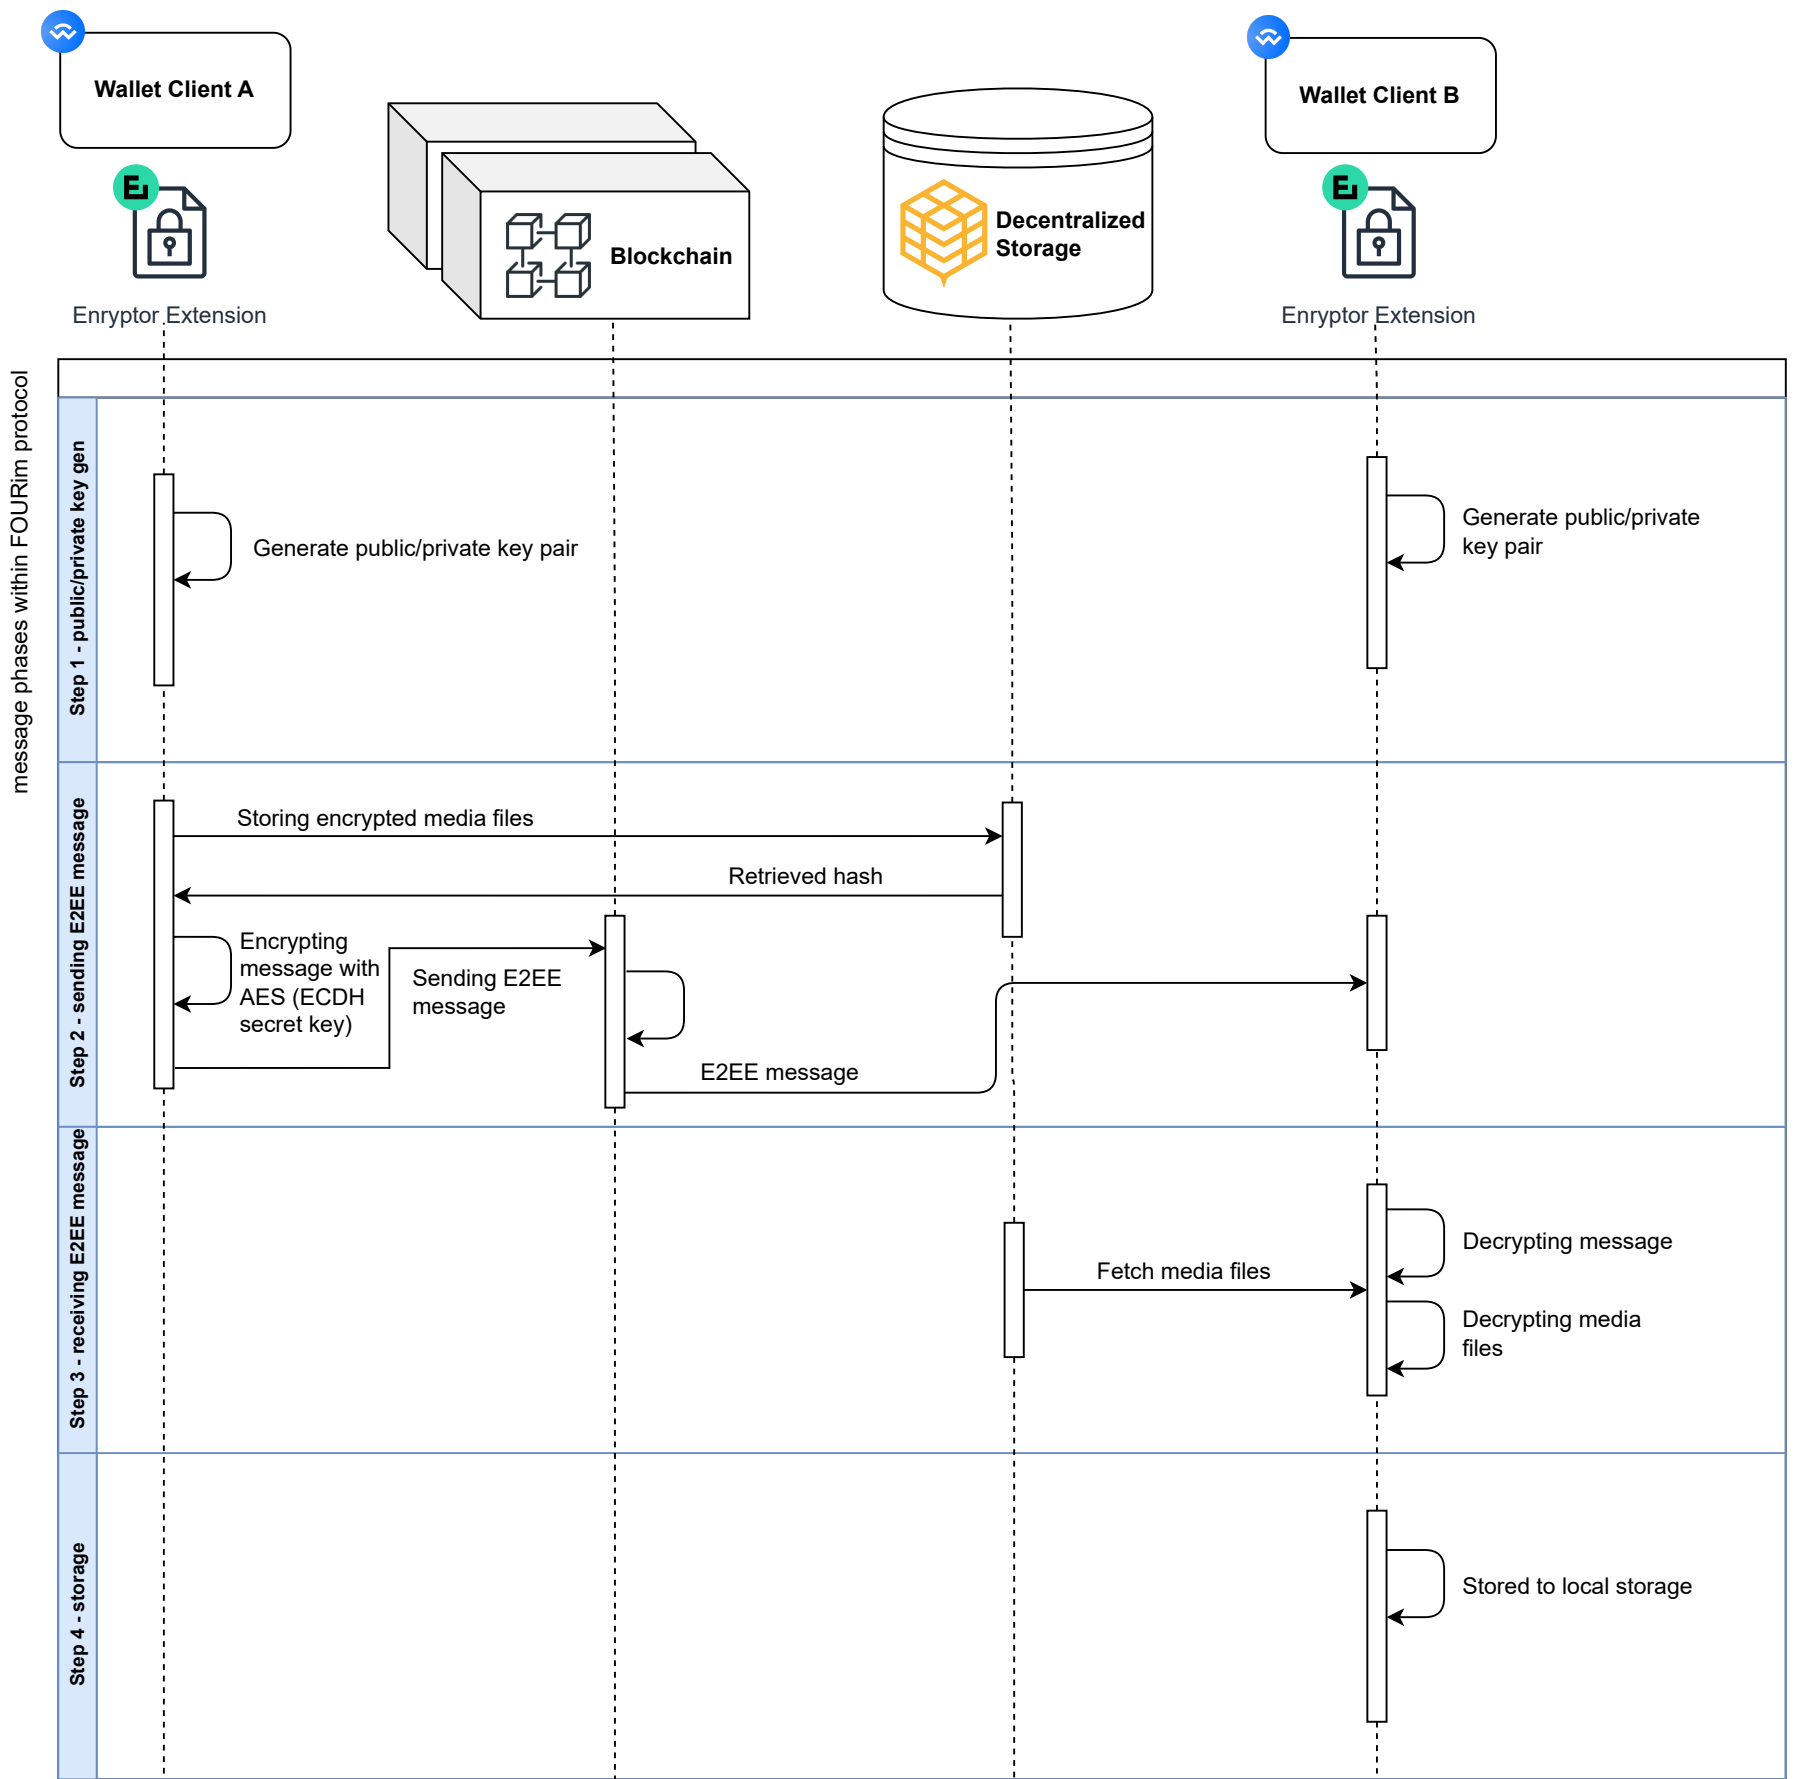 Wallet Client A
Wallet Client B
Blockchain
Decentralized
Storage
Enryptor Extension
Enryptor Extension
message phases within FOURim protocol
Step 1 - public/private key gen
Generate public/private key pair
Generate public/private
key pair
Step 2 - sending E2EE message
Storing encrypted media files
Retrieved hash
Encrypting
message with
AES (ECDH
secret key)
Sending E2EE
message
E2EE message
Step 3 - receiving E2EE message
Decrypting message
Fetch media files
Decrypting media
files
Step 4 - storage
Stored to local storage